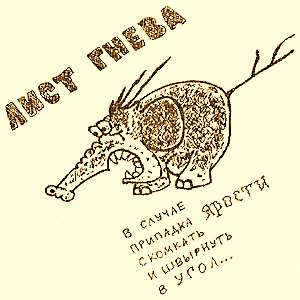 ЛИСТ ГНЕВА
В СЛУЧАЕ
ПРИПАДКА ЯРОСТИ
СКОМКАТЬ
И ШВЫРНУТЬ
В УГОЛ...